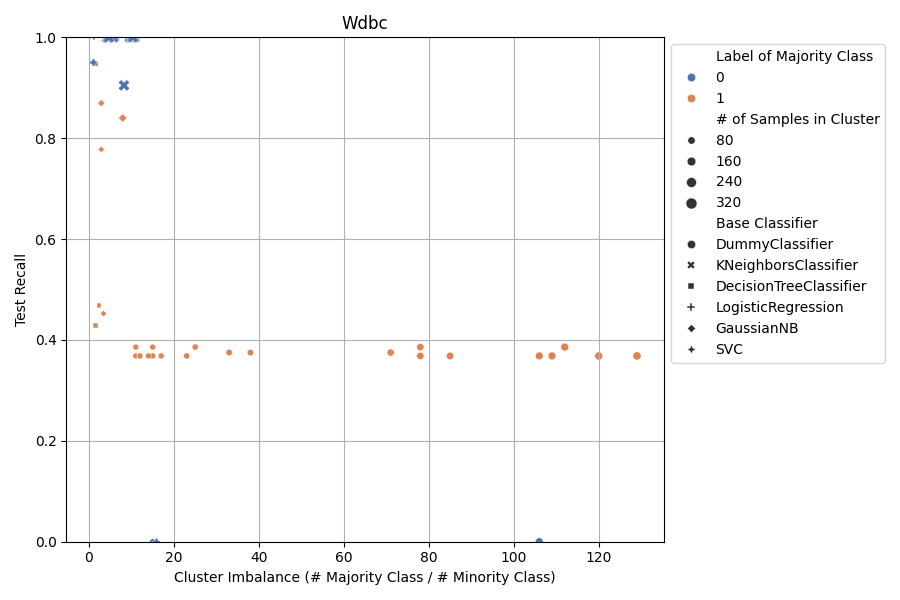 Wdbc
1.0
0.8
0.6
0.4
0.2
0.0
Test Recall
0 20 40 60 80 100 120
Cluster Imbalance (# Majority Class / # Minority Class)
Label of Majority Class
0
1
# of Samples in Cluster
80
160
240
320
Base Classifier
DummyClassifier
KNeighborsClassifier
DecisionTreeClassifier
LogisticRegression
GaussianNB
SVC